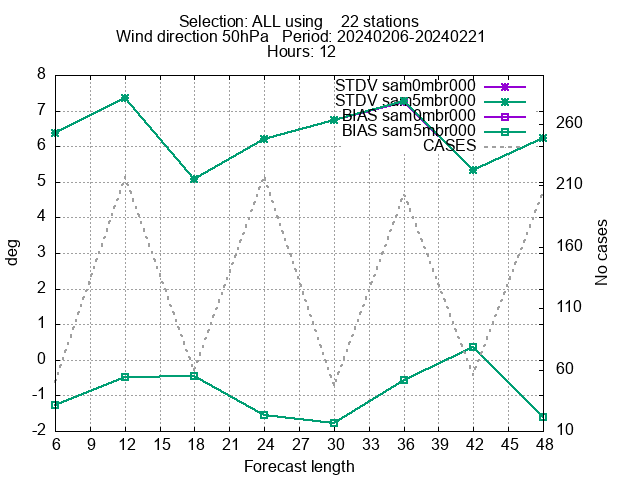 Selection: ALL using 22 stations
Wind direction 50hPa Period: 20240206-20240221
Hours: 12
STDV sam0mbr000
STDV sam5mbr000
BIAS sam0mbr000
BIAS sam5mbr000
CASES
deg
8
7
6
5
4
3
2
1
0
-1
-2
No cases
260
210
160
110
60
10
6 9 12 15 18 21 24 27 30 33 36 39 42 45 48
Forecast length